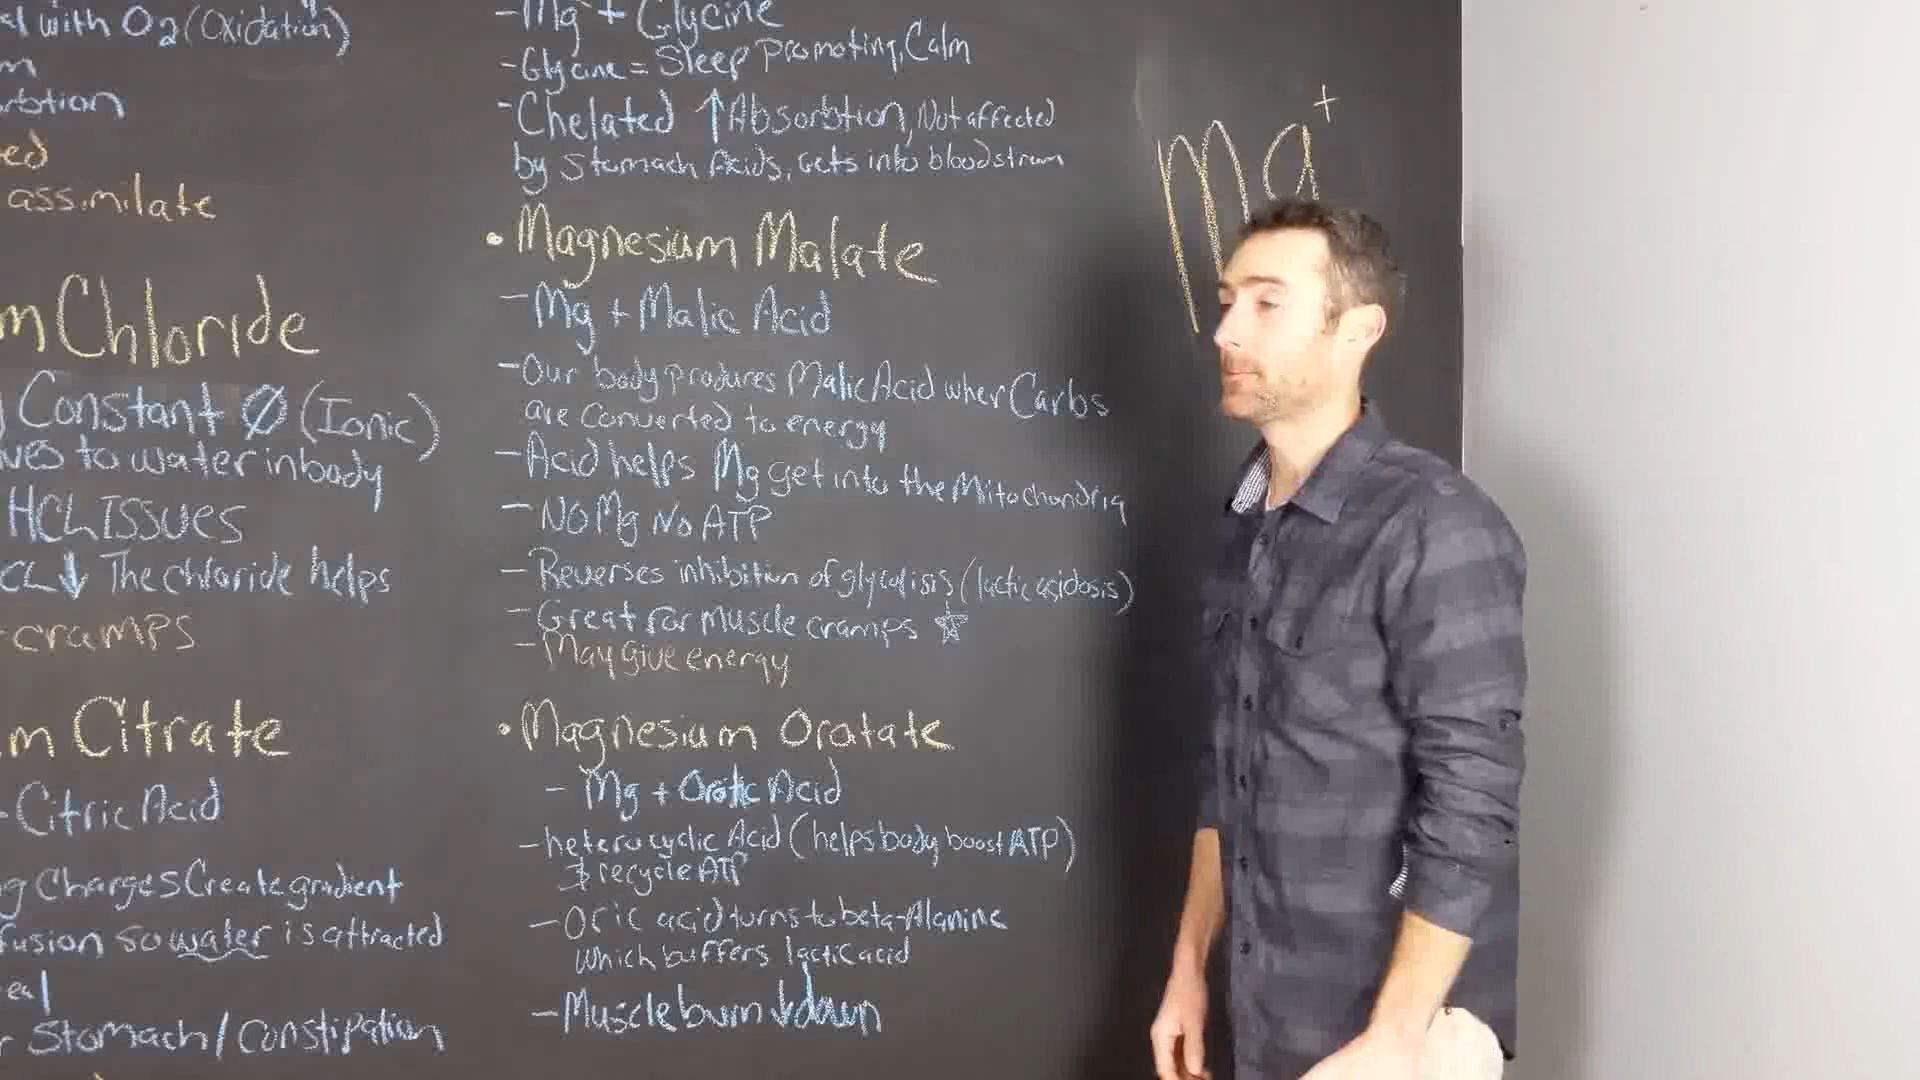 al with O2 (Oxidation)
m
orbtion
ed
assimilate
m Chloride
g Constant Ø (Ionic)
ves to water in body
HCL ISSUES
CL ↓ The chloride helps
- cramps
m Citrate
- Citric Acid
g Charges Create gradient
fusion so water is attracted
eal
r Stomach / Constipation
- Mg + Glycine
- Glycine = Sleep Promoting, Calm
- Chelated ↑ Absorbtion, Not affected
by Stomach Acids, Gets into bloodstream
• Magnesium Malate
- Mg + Malic Acid
- Our body produres Malic Acid when Carbs
are converted to energy
- Acid helps Mg get into the Mitochondria
- No Mg No ATP
- Reverses inhibition of glycolisis (lactic acidosis)
- Great for muscle cramps ☆
- May give energy
• Magnesium Oratate
- Mg + Orotic Acid
- heterocyclic Acid (helps body boost ATP)
& recycle ATP
- Oric acid turns to beta-Alanine
which buffers lactic acid
- Muscle burn ↓ down
Mg+